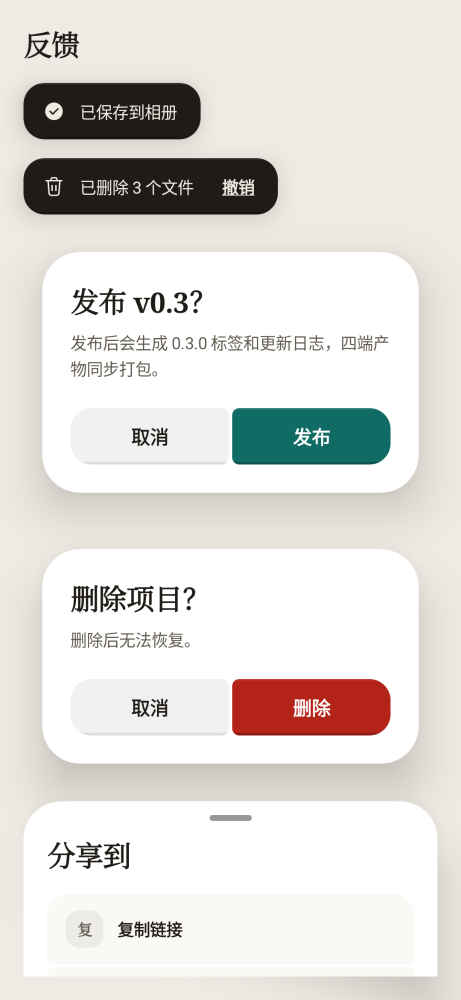 反馈
已保存到相册
已删除 3 个文件 撤销
发布 v0.3?
发布后会生成 0.3.0 标签和更新日志，四端产
物同步打包。
取消 发布
删除项目?
删除后无法恢复。
取消 删除
分享到
复 复制链接